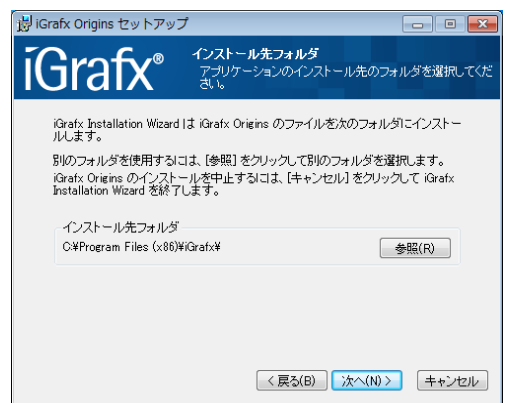 iGrafx Origins セットアップ
iGrafx®
インストール先フォルダ
アプリケーションのインストール先のフォルダを選択してくだ
さい。
iGrafx Installation Wizard は iGrafx Origins のファイルを次のフォルダにインストー
ルします。
別のフォルダを使用するには、[参照] をクリックして別のフォルダを選択します。
iGrafx Origins のインストールを中止するには、[キャンセル] をクリックして iGrafx
Installation Wizard を終了します。
インストール先フォルダ
C:¥Program Files (x86)¥iGrafx¥
参照(R)
< 戻る(B)
次へ(N) >
キャンセル